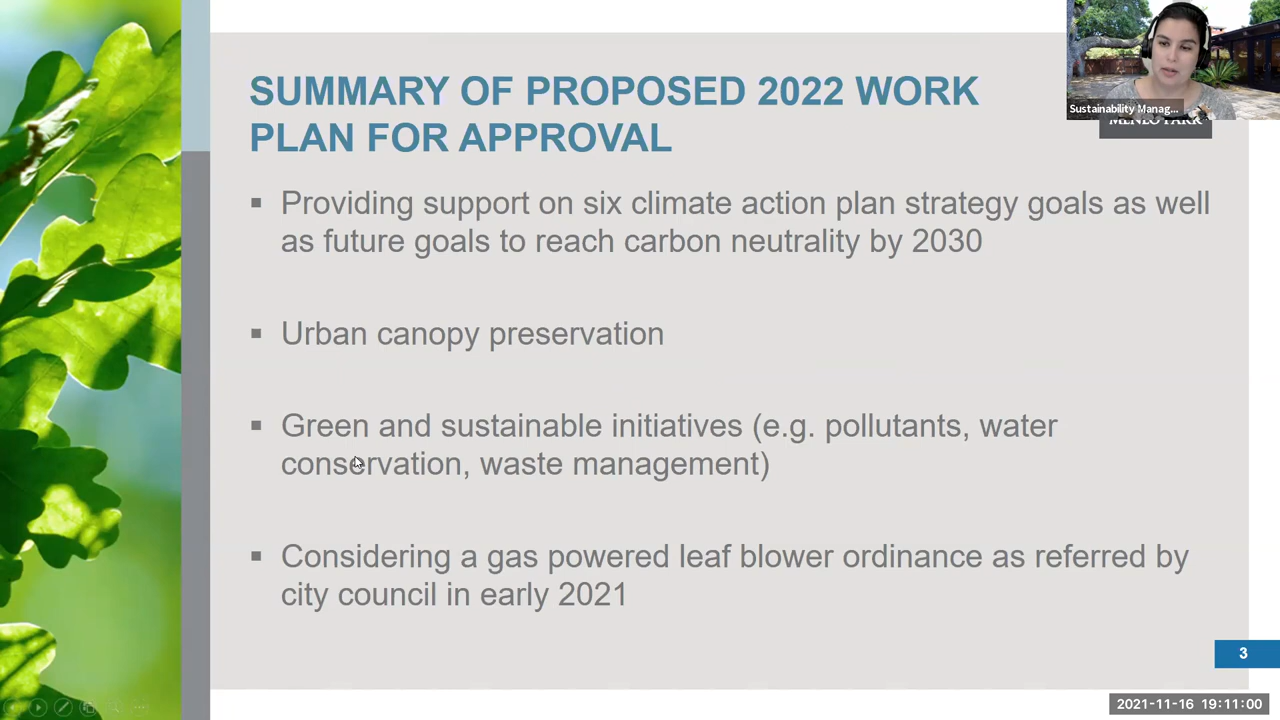 SUMMARY OF PROPOSED 2022 WORK
PLAN FOR APPROVAL
Sustainability Manag...
MENLO PARK
▪ Providing support on six climate action plan strategy goals as well
as future goals to reach carbon neutrality by 2030
▪ Urban canopy preservation
▪ Green and sustainable initiatives (e.g. pollutants, water
conservation, waste management)
▪ Considering a gas powered leaf blower ordinance as referred by
city council in early 2021
3
2021-11-16 19:11:00